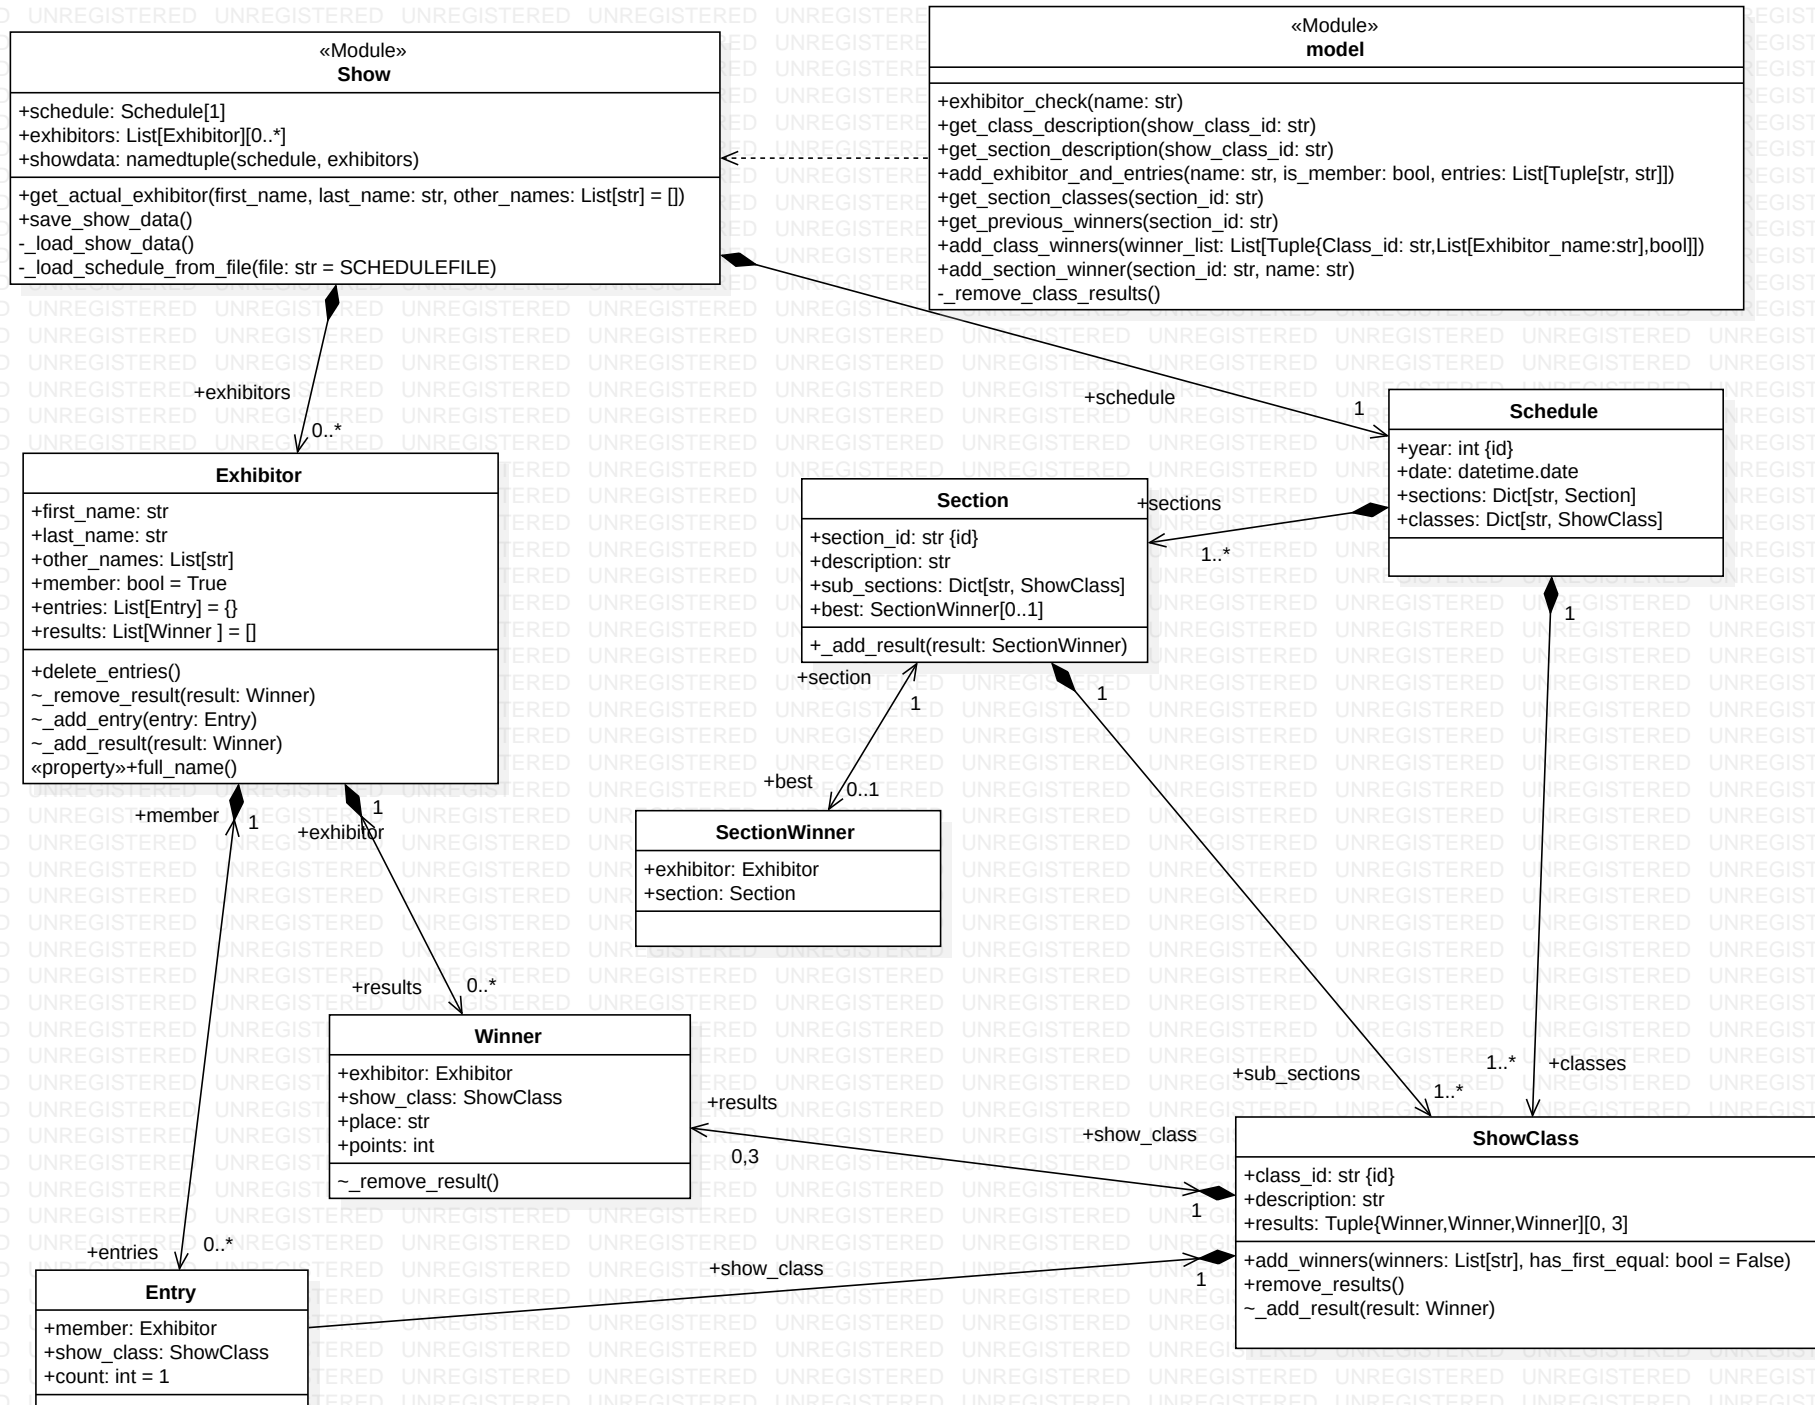 «Module»
Show
+schedule: Schedule[1]
+exhibitors: List[Exhibitor][0..*]
+showdata: namedtuple(schedule, exhibitors)
+get_actual_exhibitor(first_name, last_name: str, other_names: List[str] = [])
+save_show_data()
-_load_show_data()
-_load_schedule_from_file(file: str = SCHEDULEFILE)
«Module»
model
+exhibitor_check(name: str)
+get_class_description(show_class_id: str)
+get_section_description(show_class_id: str)
+add_exhibitor_and_entries(name: str, is_member: bool, entries: List[Tuple[str, str]])
+get_section_classes(section_id: str)
+get_previous_winners(section_id: str)
+add_class_winners(winner_list: List[Tuple{Class_id: str,List[Exhibitor_name:str],bool]])
+add_section_winner(section_id: str, name: str)
-_remove_class_results()
+exhibitors
0..*
+schedule
1
Schedule
+year: int {id}
+date: datetime.date
+sections: Dict[str, Section]
+classes: Dict[str, ShowClass]
Exhibitor
+first_name: str
+last_name: str
+other_names: List[str]
+member: bool = True
+entries: List[Entry] = {}
+results: List[Winner ] = []
+delete_entries()
~_remove_result(result: Winner)
~_add_entry(entry: Entry)
~_add_result(result: Winner)
«property»+full_name()
Section
+section_id: str {id}
+description: str
+sub_sections: Dict[str, ShowClass]
+best: SectionWinner[0..1]
+_add_result(result: SectionWinner)
+sections
1..*
1
+section
1
1
+best
0..1
+member
1
1
+exhibitor
SectionWinner
+exhibitor: Exhibitor
+section: Section
+results
0..*
Winner
+exhibitor: Exhibitor
+show_class: ShowClass
+place: str
+points: int
~_remove_result()
+sub_sections
1..*
1..*
+classes
+results
0,3
+show_class
1
ShowClass
+class_id: str {id}
+description: str
+results: Tuple{Winner,Winner,Winner][0, 3]
+add_winners(winners: List[str], has_first_equal: bool = False)
+remove_results()
~_add_result(result: Winner)
+entries
0..*
+show_class
1
Entry
+member: Exhibitor
+show_class: ShowClass
+count: int = 1
UNREGISTERED